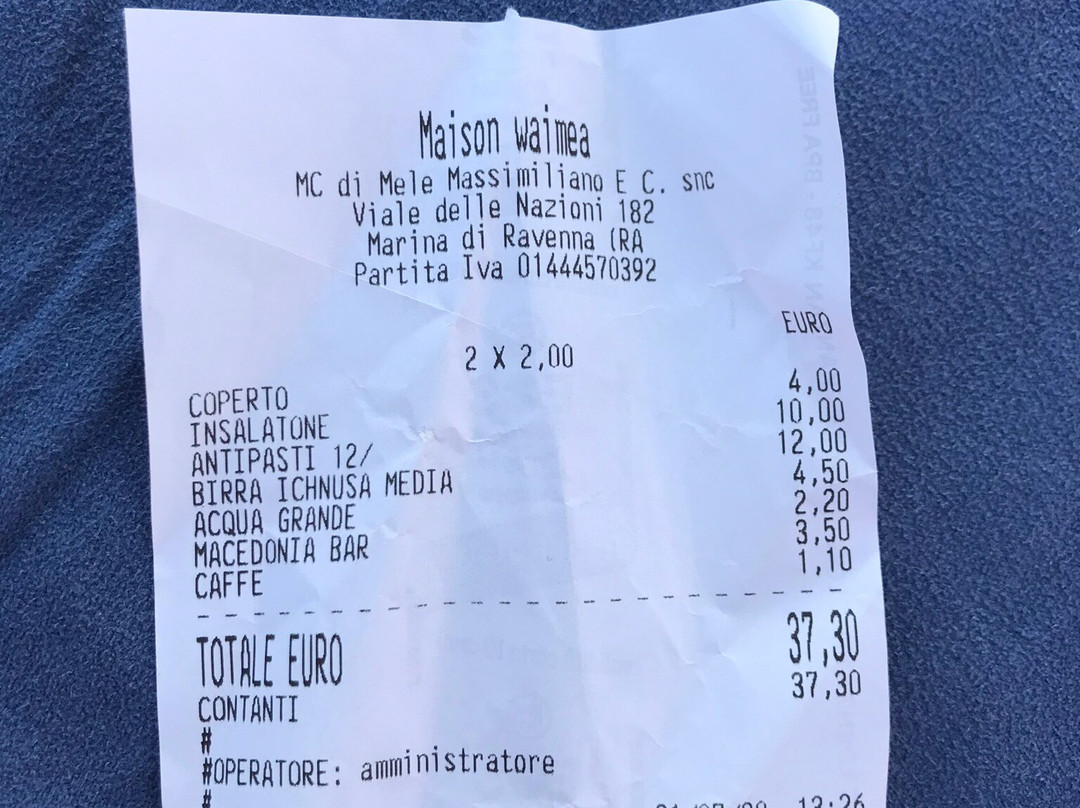 Maison waimea
MC di Mele Massimiliano E C. snc
Viale delle Nazioni 182
Marina di Ravenna (RA
Partita Iva 01444570392
EURO
2 X 2,00
COPERTO 4,00
INSALATONE 10,00
ANTIPASTI 12/ 12,00
BIRRA ICHNUSA MEDIA 4,50
ACQUA GRANDE 2,20
MACEDONIA BAR 3,50
CAFFE 1,10
TOTALE EURO 37,30
CONTANTI 37,30
#
#OPERATORE: amministratore
#
BPA FREE